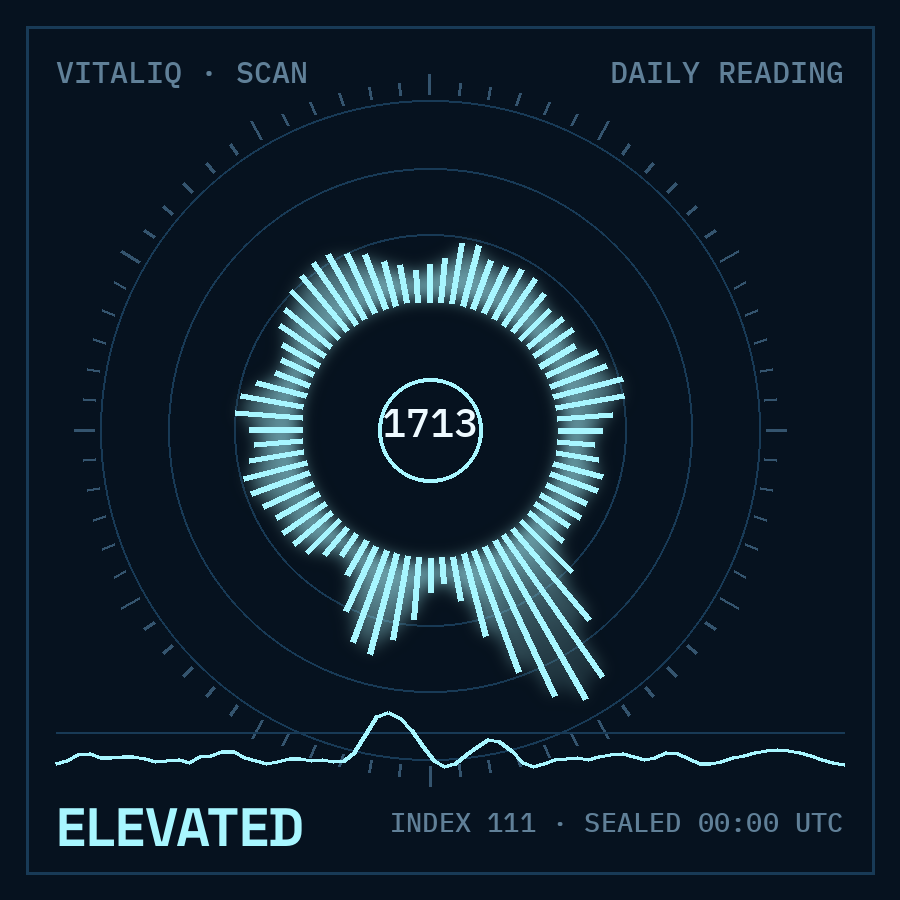 VITALIQ · SCAN
DAILY READING
1713
ELEVATED
INDEX 111 · SEALED 00:00 UTC